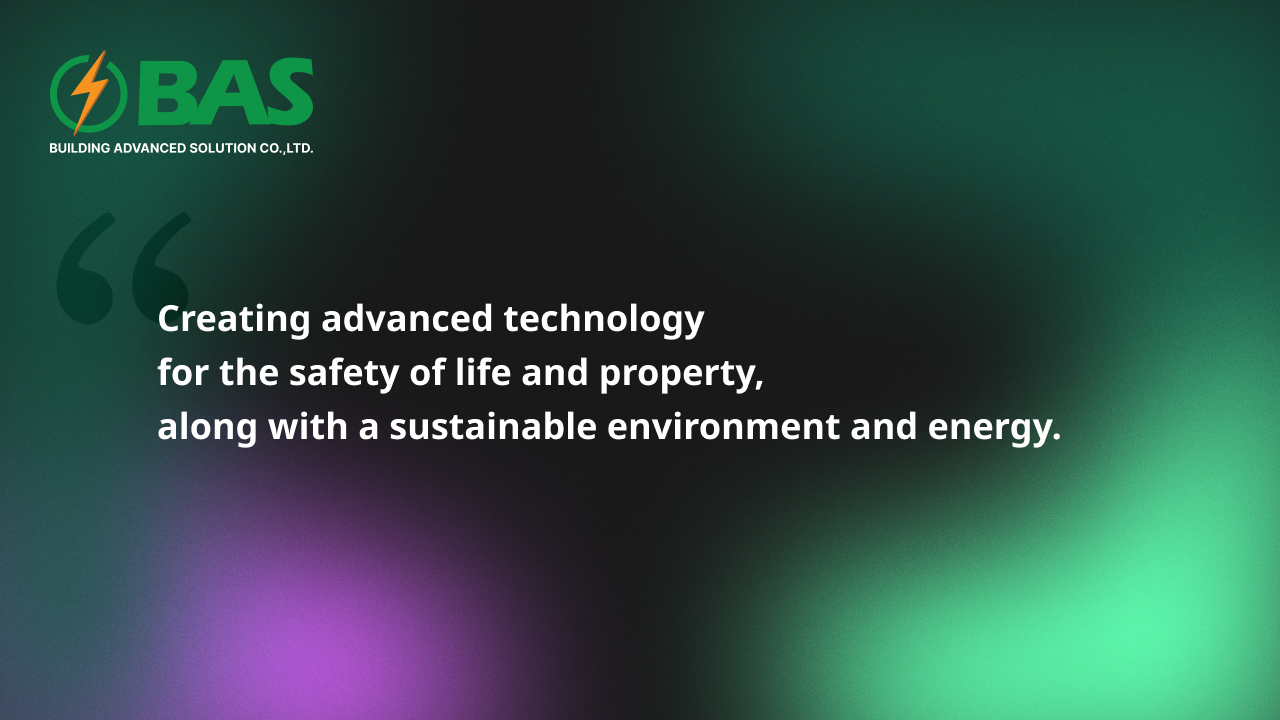 BAS
BUILDING ADVANCED SOLUTION CO.,LTD.
“
Creating advanced technology
for the safety of life and property,
along with a sustainable environment and energy.